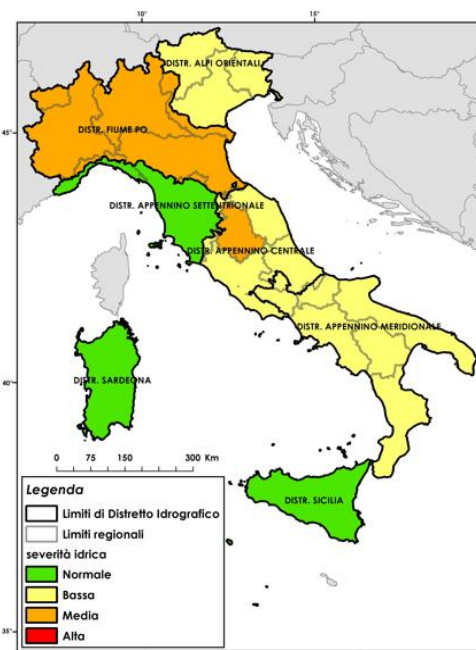 10°
15°
DISTR. ALPI ORIENTALI
45°
DISTR. FIUME PO
DISTR. APPENNINO SETTENTRIONALE
DISTR. APPENNINO CENTRALE
DISTR. APPENNINO MERIDIONALE
40°
DISTR. SARDEGNA
0 75 150 300 Km
DISTR. SICILIA
Legenda
Limiti di Distretto Idrografico
Limiti regionali
severità idrica
Normale
Bassa
Media
Alta
35°